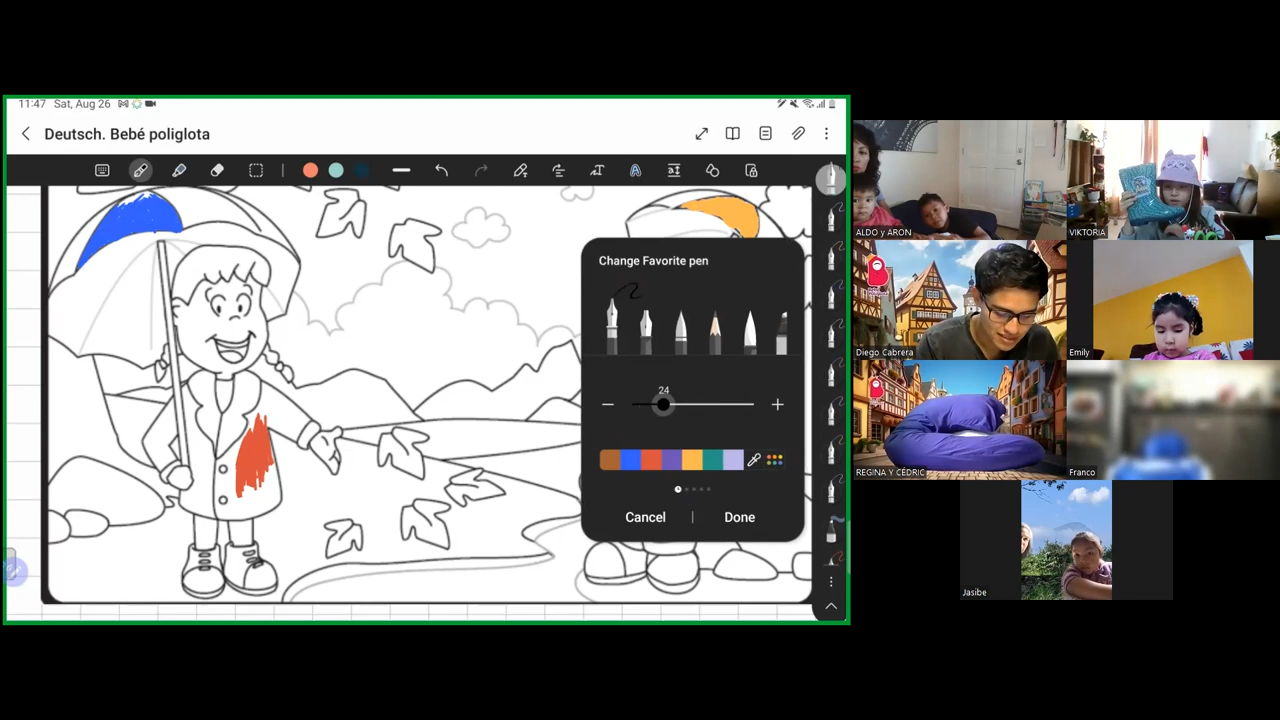 11:47 Sat, Aug 26
Deutsch. Bebé poliglota
Change Favorite pen
24
Cancel
Done
ALDO y ARON
VIKTORIA
Diego Cabrera
Emily
REGINA Y CÉDRIC
Franco
Jasibe